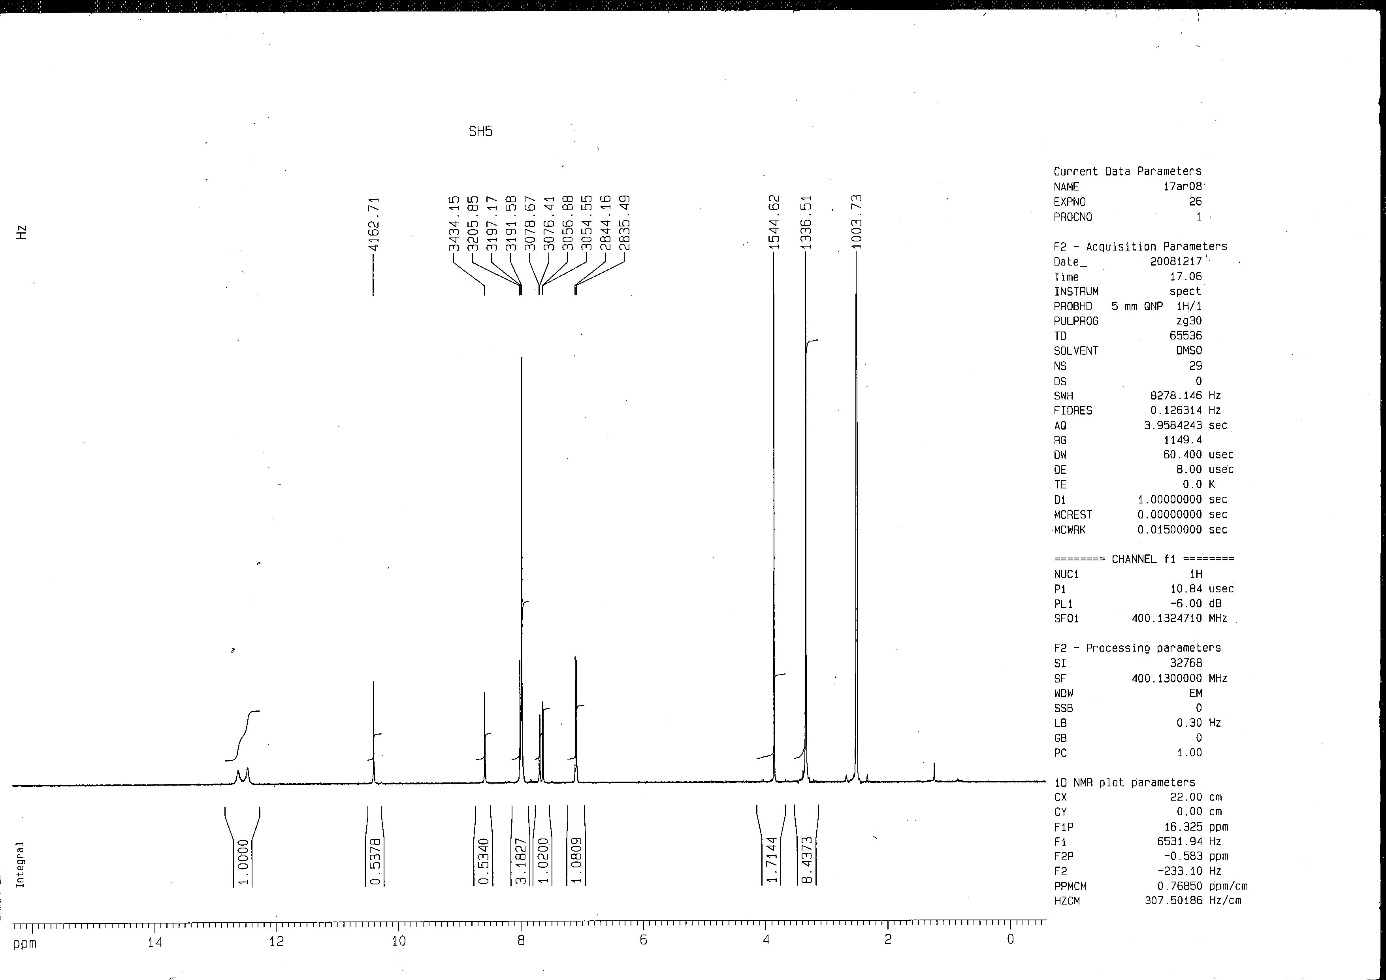 SH5
Hz
4162.71
3434.15
3205.85
3197.17
3191.58
3078.67
3076.41
3056.88
3054.55
2844.16
2835.49
1544.62
1336.51
1003.73
Current Data Parameters
NAME 17ar08
EXPNO 26
PROCNO 1
F2 - Acquisition Parameters
Date_ 20081217
Time 17.06
INSTRUM spect
PROBHD 5 mm QNP 1H/1
PULPROG zg30
TD 65536
SOLVENT DMSO
NS 29
DS 0
SWH 8278.146 Hz
FIDRES 0.126314 Hz
AQ 3.9584243 sec
RG 1149.4
DW 60.400 usec
DE 8.00 usec
TE 0.0 K
D1 1.00000000 sec
MCREST 0.00000000 sec
MCWRK 0.01500000 sec
======== CHANNEL f1 ========
NUC1 1H
P1 10.84 usec
PL1 -6.00 dB
SFO1 400.1324710 MHz
F2 - Processing parameters
SI 32768
SF 400.1300000 MHz
WDW EM
SSB 0
LB 0.30 Hz
GB 0
PC 1.00
1D NMR plot parameters
CX 22.00 cm
CY 0.00 cm
F1P 16.325 ppm
F1 6531.94 Hz
F2P -0.583 ppm
F2 -233.10 Hz
PPMCM 0.76850 ppm/cm
HZCM 307.50186 Hz/cm
Integral
1.0000
0.5378
0.5340
3.1827
1.0200
1.0809
1.7144
8.4373
ppm 14 12 10 8 6 4 2 0